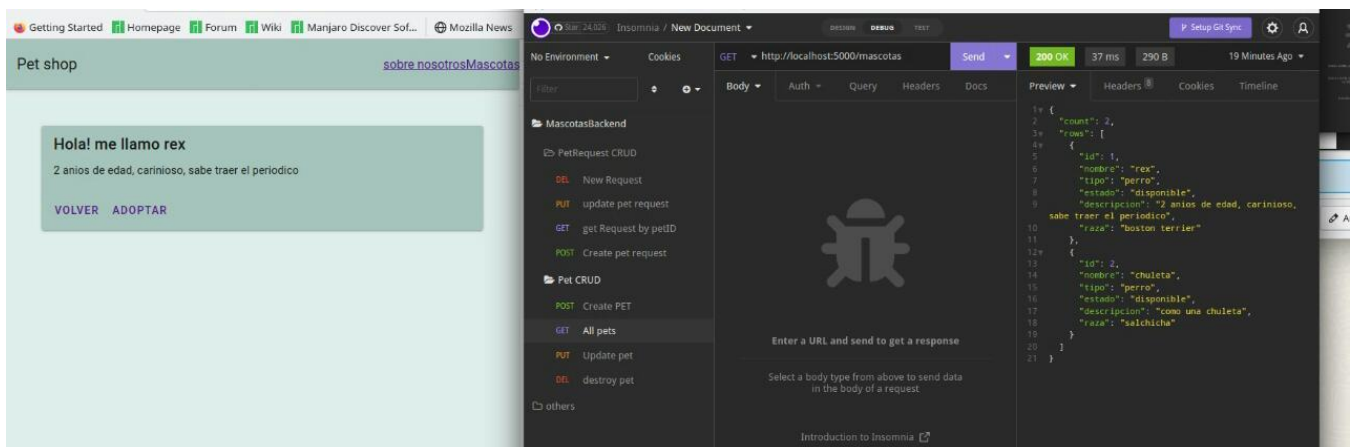 Getting Started Homepage Forum Wiki Manjaro Discover Sof... Mozilla News
Pet shop
sobre nosotrosMascotas
Hola! me llamo rex
2 anios de edad, carinioso, sabe traer el periodico
VOLVER ADOPTAR
Star 24,026 Insomnia / New Document
DESIGN DEBUG TEST
Setup Git Sync
No Environment Cookies
GET http://localhost:5000/mascotas Send
200 OK 37 ms 290 B 19 Minutes Ago
Filter
Body Auth Query Headers Docs
Preview Headers 8 Cookies Timeline
MascotasBackend
PetRequest CRUD
DEL New Request
PUT update pet request
GET get Request by petID
POST Create pet request
Pet CRUD
POST Create PET
GET All pets
PUT Update pet
DEL destroy pet
others
Enter a URL and send to get a response
Select a body type from above to send data
in the body of a request
Introduction to Insomnia
1 {
2 "count": 2,
3 "rows": [
4 {
5 "id": 1,
6 "nombre": "rex",
7 "tipo": "perro",
8 "estado": "disponible",
9 "descripcion": "2 anios de edad, carinioso,
sabe traer el periodico",
10 "raza": "boston terrier"
11 },
12 {
13 "id": 2,
14 "nombre": "chuleta",
15 "tipo": "perro",
16 "estado": "disponible",
17 "descripcion": "como una chuleta",
18 "raza": "salchicha"
19 }
20 ]
21 }
A